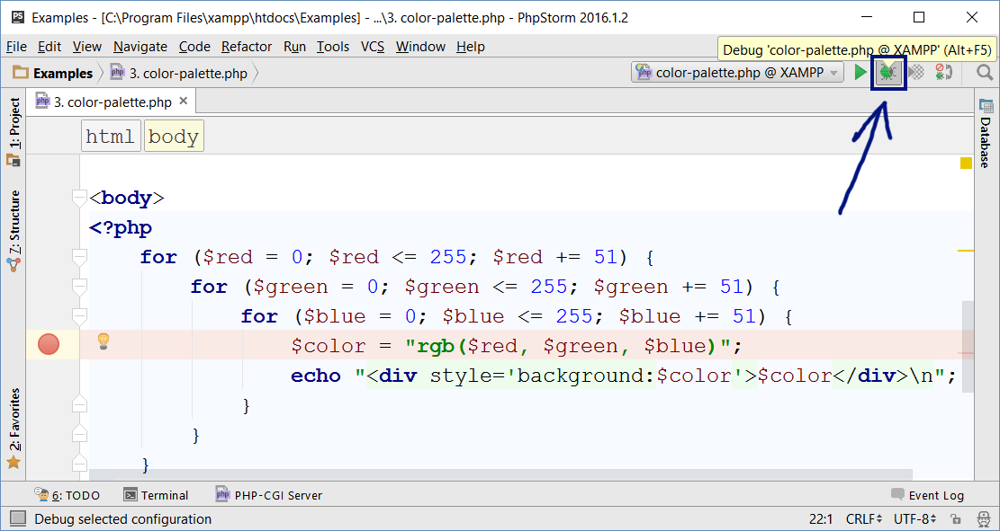 PS Examples - [C:\Program Files\xampp\htdocs\Examples] - ...\3. color-palette.php - PhpStorm 2016.1.2
File Edit View Navigate Code Refactor Run Tools VCS Window Help
Debug 'color-palette.php @ XAMPP' (Alt+F5)
Examples php 3. color-palette.php
php color-palette.php @ XAMPP
php 3. color-palette.php
1: Project
7: Structure
2: Favorites
Database
html body
<body>
<?php
for ($red = 0; $red <= 255; $red += 51) {
for ($green = 0; $green <= 255; $green += 51) {
for ($blue = 0; $blue <= 255; $blue += 51) {
$color = "rgb($red, $green, $blue)";
echo "<div style='background:$color'>$color</div>\n";
}
}
}
6: TODO Terminal php PHP-CGI Server Event Log
Debug selected configuration 22:1 CRLF UTF-8